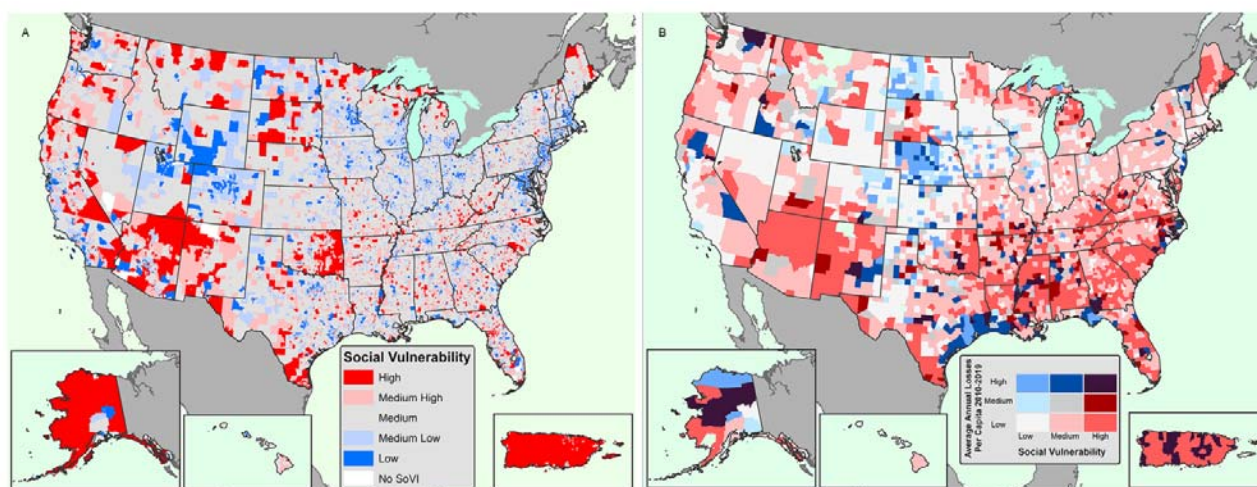 A
Social Vulnerability
High
Medium High
Medium
Medium Low
Low
No SoVI
B
Average Annual Losses
Per Capita 2010-2019
High
Medium
Low
Low Medium High
Social Vulnerability